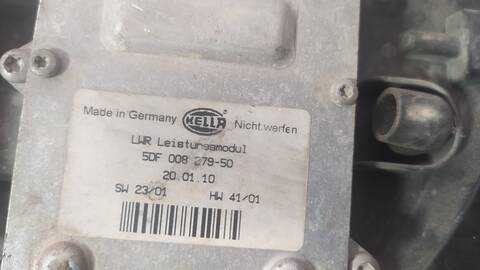 Made in Germany HELLA Nicht werfen
LWR Leistungsmodul
5DF 008 279-50
20.01.10
SW 23/01 HW 41/01